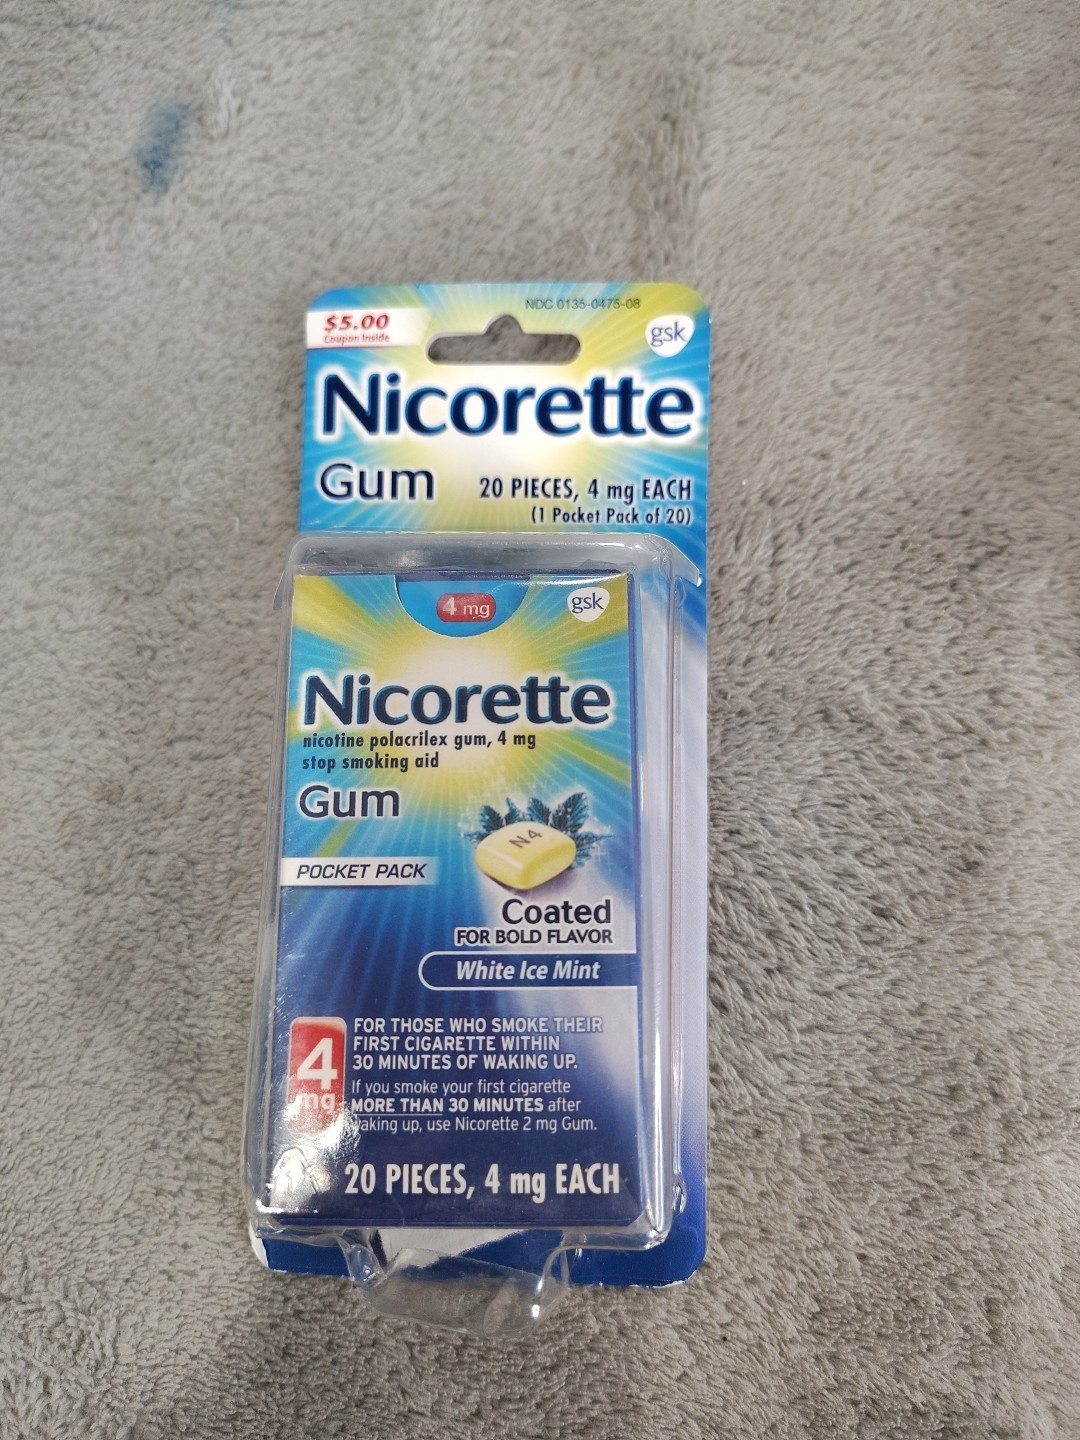 NDC 0135-0475-08
$5.00
Coupon Inside
gsk
Nicorette
Gum
20 PIECES, 4 mg EACH
(1 Pocket Pack of 20)
4 mg
gsk
Nicorette
nicotine polacrilex gum, 4 mg
stop smoking aid
Gum
N4
POCKET PACK
Coated
FOR BOLD FLAVOR
White Ice Mint
4
mg
FOR THOSE WHO SMOKE THEIR
FIRST CIGARETTE WITHIN
30 MINUTES OF WAKING UP.
If you smoke your first cigarette
MORE THAN 30 MINUTES after
waking up, use Nicorette 2 mg Gum.
20 PIECES, 4 mg EACH